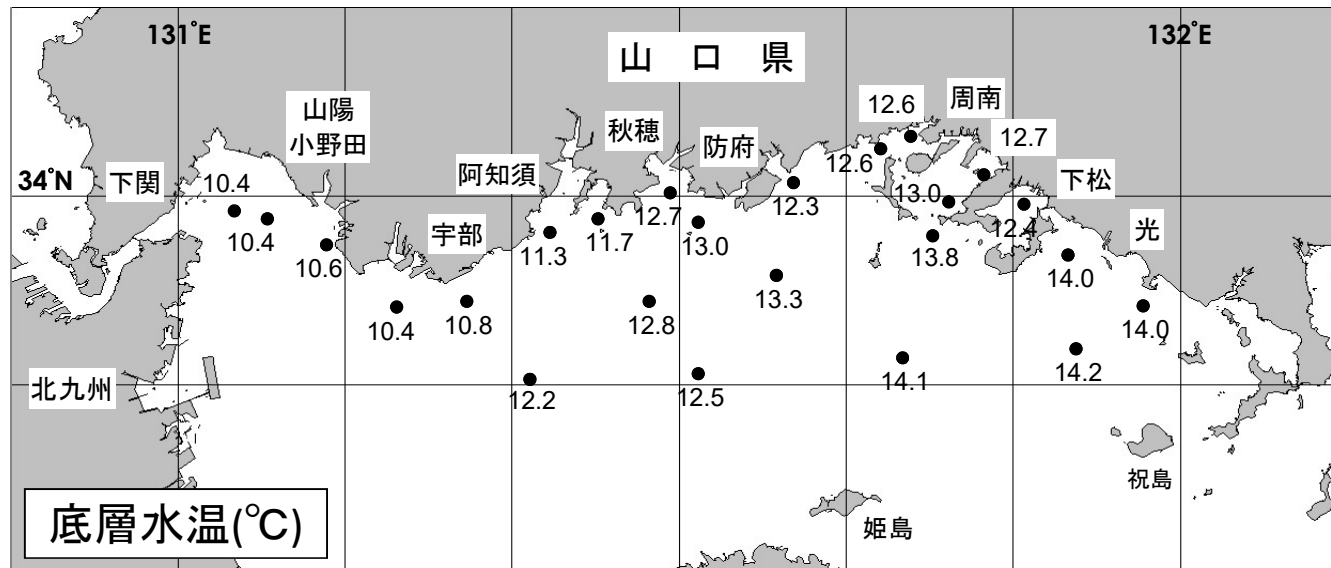 131°E
132°E
山 口 県
12.6
周南
山陽
小野田
秋穂
防府
12.6
12.7
34°N
下関
10.4
阿知須
13.0
下松
12.7
12.3
10.4
宇部
11.3
11.7
13.0
12.4
光
10.6
13.8
14.0
13.3
10.4
10.8
12.8
14.0
北九州
12.2
12.5
14.1
14.2
祝島
底層水温(℃)
姫島